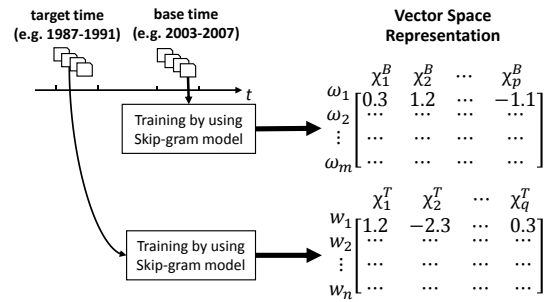 target time
(e.g. 1987-1991)
base time
(e.g. 2003-2007)
t
Training by using
Skip-gram model
Training by using
Skip-gram model
Vector Space
Representation
χ₁ᴮ χ₂ᴮ ⋯ χₚᴮ
ω₁ 0.3 1.2 ⋯⋯ −1.1
ω₂ ⋯⋯ ⋯⋯ ⋯⋯ ⋯⋯
⋮ ⋯⋯ ⋯⋯ ⋯⋯ ⋯⋯
ωₘ ⋯⋯ ⋯⋯ ⋯⋯ ⋯⋯
χ₁ᵀ χ₂ᵀ ⋯ χ_qᵀ
w₁ 1.2 −2.3 ⋯⋯ 0.3
w₂ ⋯⋯ ⋯⋯ ⋯⋯ ⋯⋯
⋮ ⋯⋯ ⋯⋯ ⋯⋯ ⋯⋯
wₙ ⋯⋯ ⋯⋯ ⋯⋯ ⋯⋯